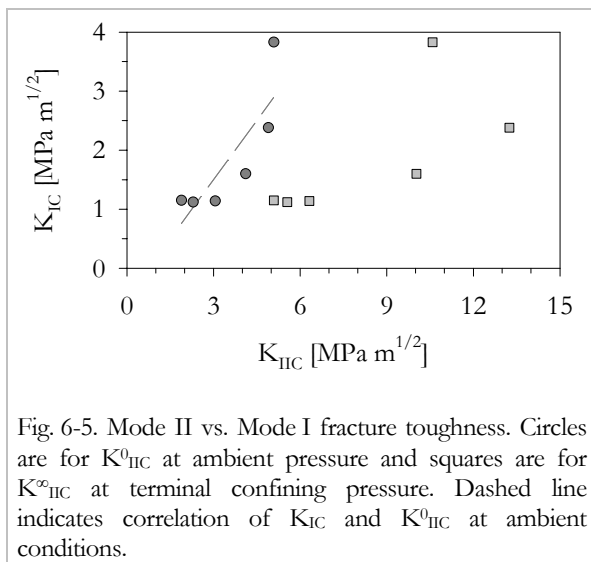 4
3
2
1
0
K_IC [MPa m^1/2]
0 3 6 9 12 15
K_IIC [MPa m^1/2]
Fig. 6-5. Mode II vs. Mode I fracture toughness. Circles
are for K^0_IIC at ambient pressure and squares are for
K^∞_IIC at terminal confining pressure. Dashed line
indicates correlation of K_IC and K^0_IIC at ambient
conditions.